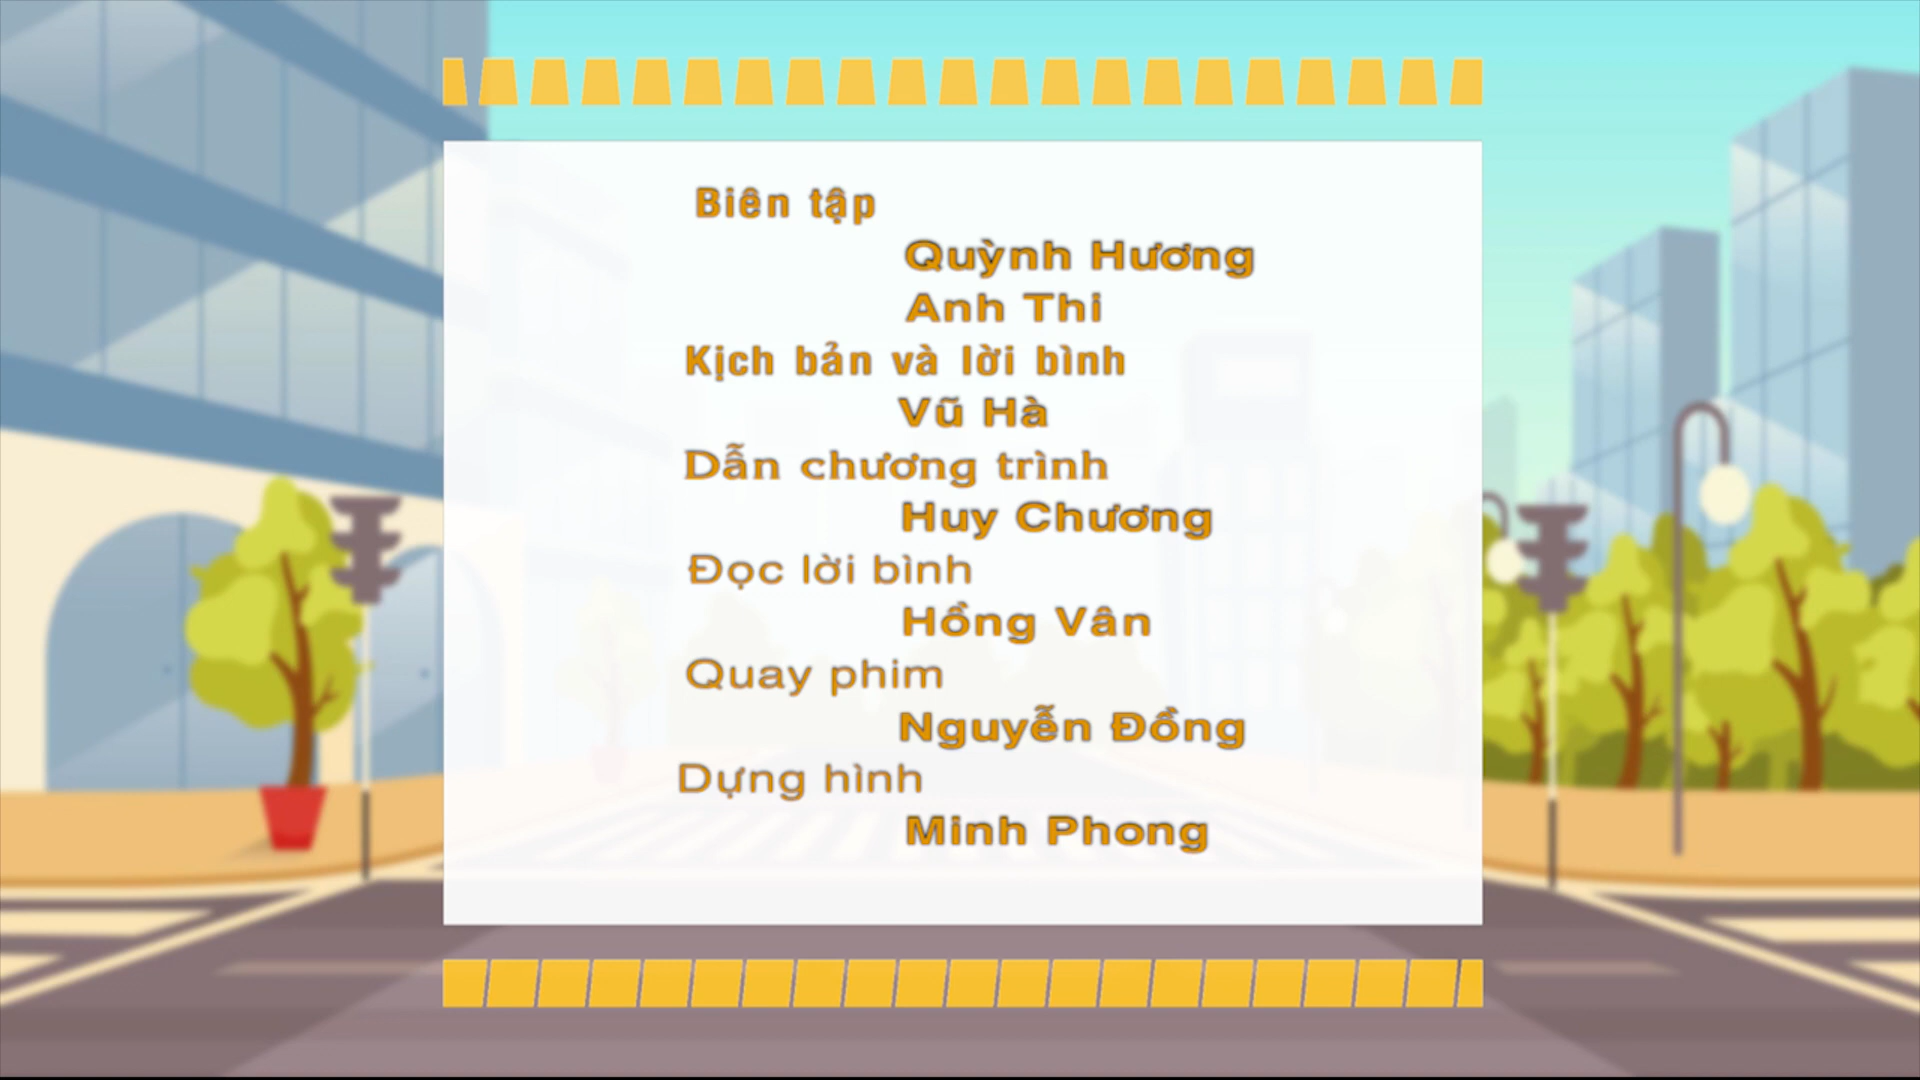 Biên tập
Quỳnh Hương
Anh Thi
Kịch bản và lời bình
Vũ Hà
Dẫn chương trình
Huy Chương
Đọc lời bình
Hồng Vân
Quay phim
Nguyễn Đồng
Dựng hình
Minh Phong